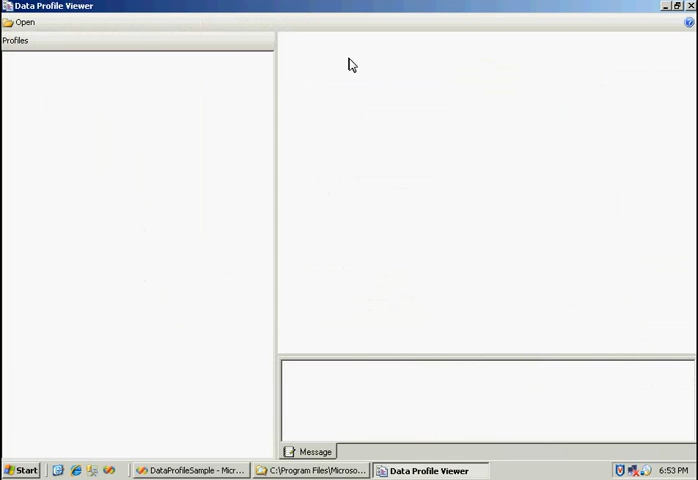 Data Profile Viewer
Open
Profiles
Message
Start
DataProfileSample - Micr...
C:\Program Files\Microso...
Data Profile Viewer
6:53 PM